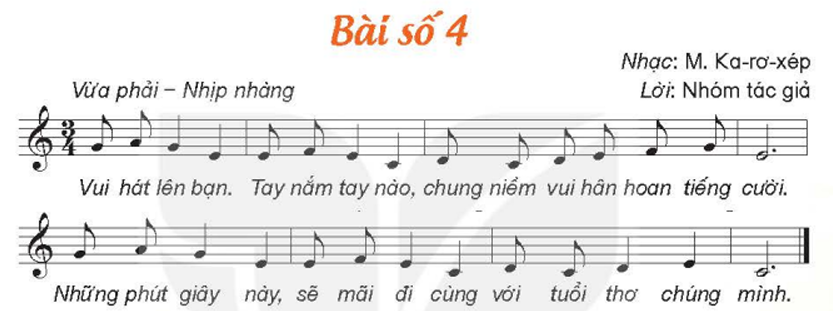 Bài số 4
Nhạc: M. Ka-rơ-xép
Vừa phải – Nhịp nhàng
Lời: Nhóm tác giả
3
4
Vui hát lên bạn. Tay nắm tay nào, chung niềm vui hân hoan tiếng cười.
Những phút giây này, sẽ mãi đi cùng với tuổi thơ chúng mình.